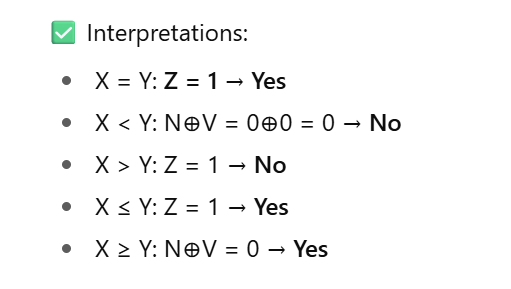 ✅ Interpretations:
• X = Y: Z = 1 → Yes
• X < Y: N⊕V = 0⊕0 = 0 → No
• X > Y: Z = 1 → No
• X ≤ Y: Z = 1 → Yes
• X ≥ Y: N⊕V = 0 → Yes